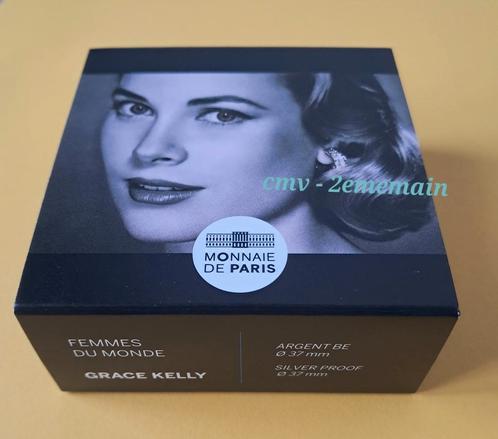 cmv - 2ememain
MONNAIE
DE PARIS
FEMMES
DU MONDE
GRACE KELLY
ARGENT BE
Ø 37 mm
SILVER PROOF
Ø 37 mm